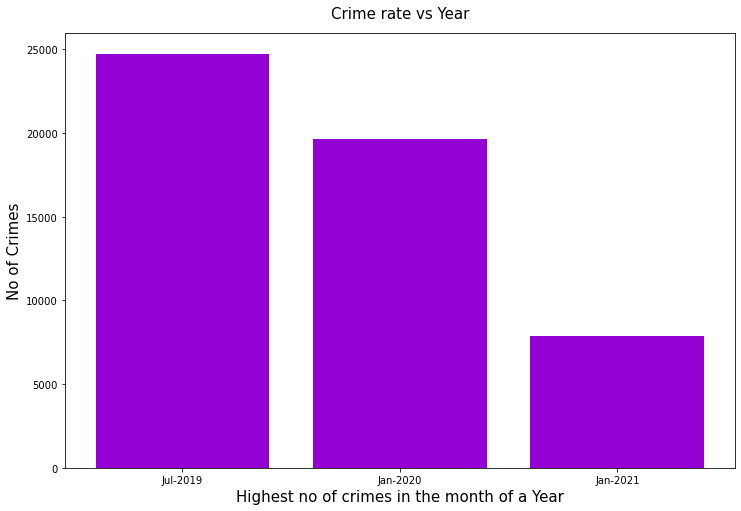 Crime rate vs Year
25000
20000
15000
10000
5000
0
No of Crimes
Jul-2019 Jan-2020 Jan-2021
Highest no of crimes in the month of a Year